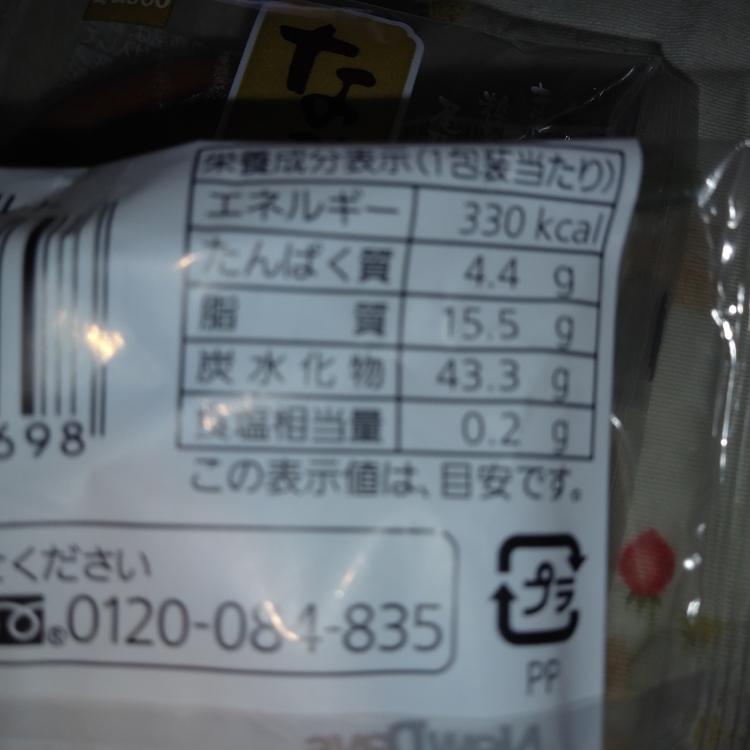 な
栄養成分表示(1包装当たり)
エネルギー 330 kcal
たんぱく質 4.4 g
脂質 15.5 g
炭水化物 43.3 g
食塩相当量 0.2 g
698
この表示値は、目安です。
ください
0120-084-835
プラ
PP
NewDays